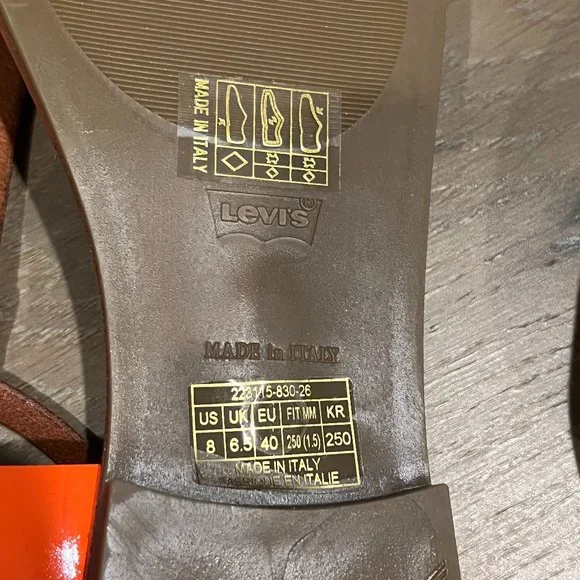 MADE IN ITALY
Levi's®
MADE in ITALY
223115-830-26
US UK EU FIT MM KR
8 6.5 40 250 (1.5) 250
MADE IN ITALY
FABRIQUE EN ITALIE